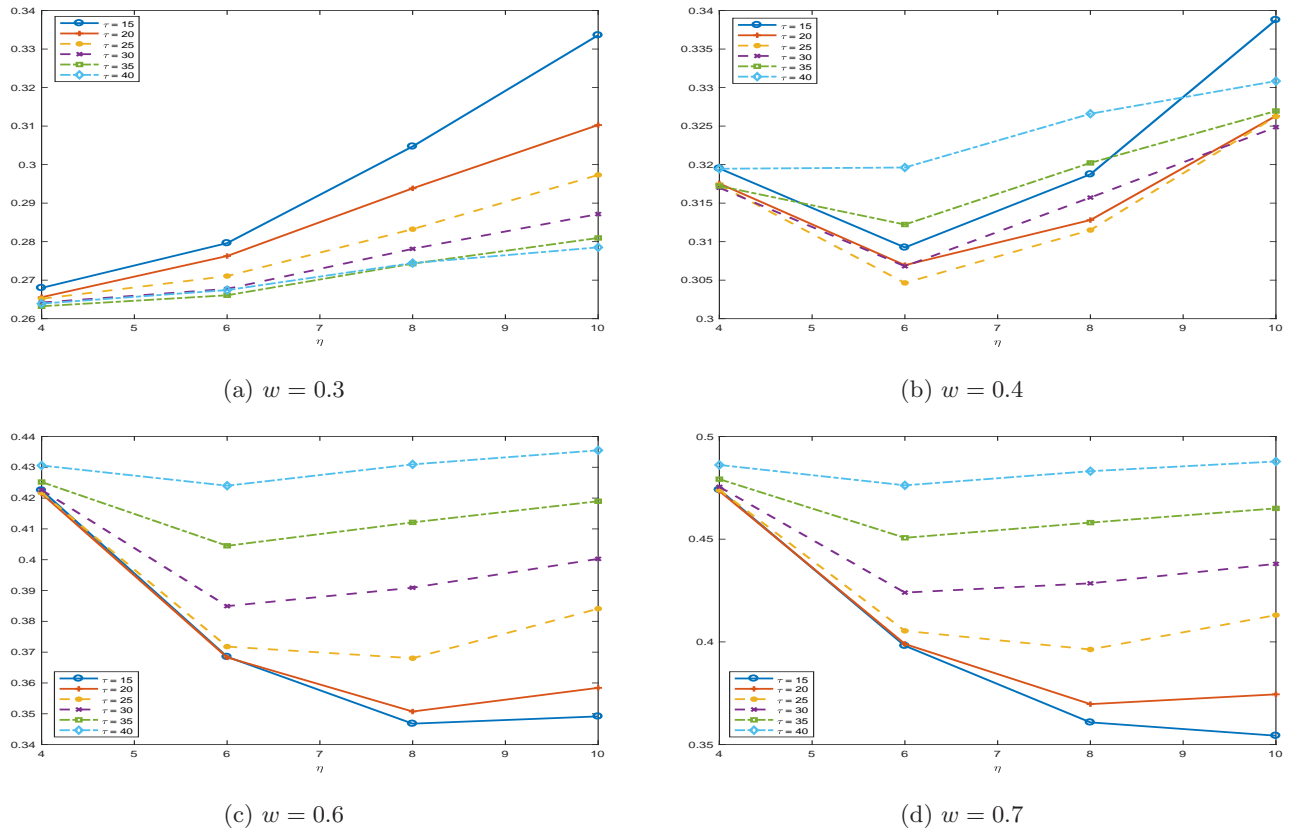 0.34
0.33
0.32
0.31
0.3
0.29
0.28
0.27
0.26
4 5 6 7 8 9 10
η
τ = 15
τ = 20
τ = 25
τ = 30
τ = 35
τ = 40
(a) w = 0.3
0.34
0.335
0.33
0.325
0.32
0.315
0.31
0.305
0.3
4 5 6 7 8 9 10
η
τ = 15
τ = 20
τ = 25
τ = 30
τ = 35
τ = 40
(b) w = 0.4
0.44
0.43
0.42
0.41
0.4
0.39
0.38
0.37
0.36
0.35
0.34
4 5 6 7 8 9 10
η
τ = 15
τ = 20
τ = 25
τ = 30
τ = 35
τ = 40
(c) w = 0.6
0.5
0.45
0.4
0.35
4 5 6 7 8 9 10
η
τ = 15
τ = 20
τ = 25
τ = 30
τ = 35
τ = 40
(d) w = 0.7